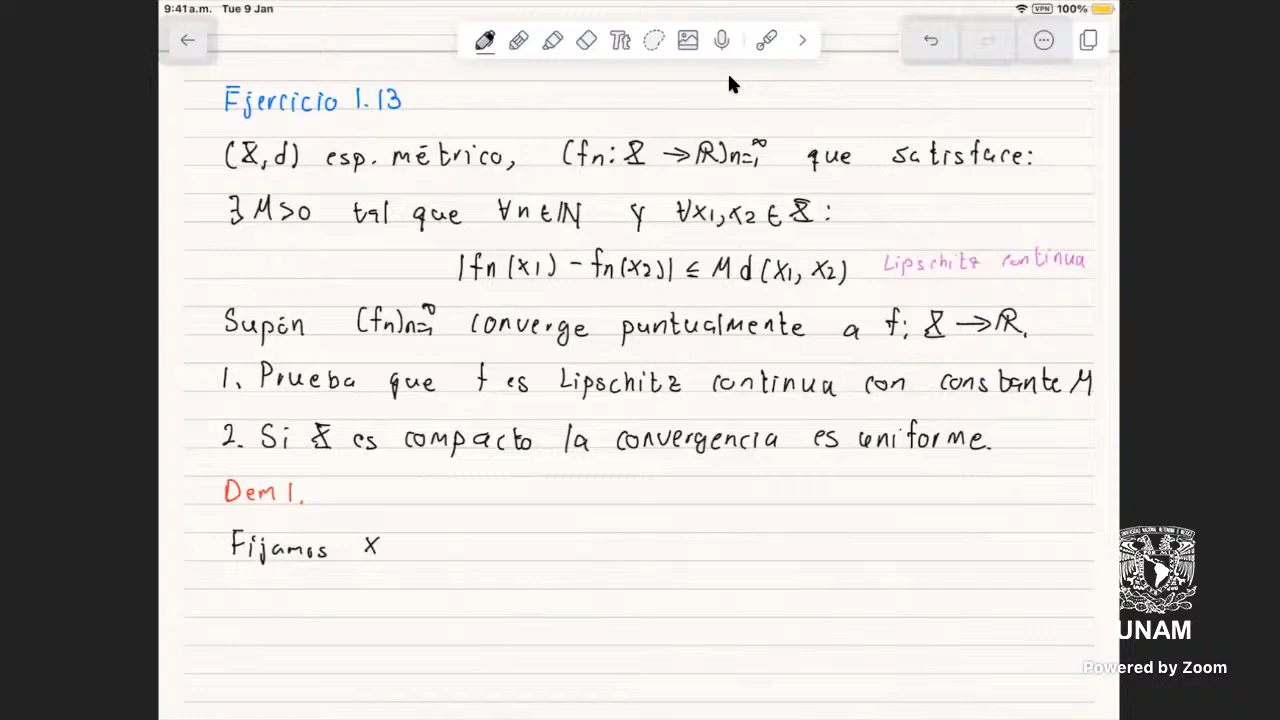 9:41 a.m. Tue 9 Jan
VPN 100%
Tt
Ejercicio 1.13
(X,d) esp. métrico, (fn: X → R)n=1^∞ que satisface:
∃ M>0 tal que ∀n∈N y ∀x1,x2 ∈ X:
|fn(x1) - fn(x2)| ≤ M d(x1, x2) Lipschitz continua
Supón (fn)n=1^∞ converge puntualmente a f: X → R.
1. Prueba que f es Lipschitz continua con constante M
2. Si X es compacto la convergencia es uniforme.
Dem 1.
Fijamos x
UNAM
Powered by Zoom